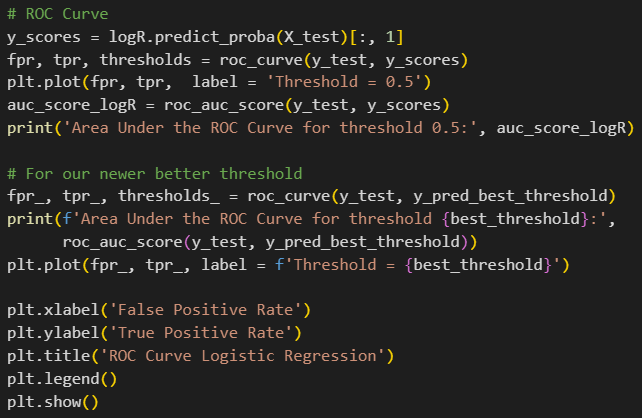 # ROC Curve
y_scores = logR.predict_proba(X_test)[:, 1]
fpr, tpr, thresholds = roc_curve(y_test, y_scores)
plt.plot(fpr, tpr,  label = 'Threshold = 0.5')
auc_score_logR = roc_auc_score(y_test, y_scores)
print('Area Under the ROC Curve for threshold 0.5:', auc_score_logR)

# For our newer better threshold
fpr_, tpr_, thresholds_ = roc_curve(y_test, y_pred_best_threshold)
print(f'Area Under the ROC Curve for threshold {best_threshold}:',
      roc_auc_score(y_test, y_pred_best_threshold))
plt.plot(fpr_, tpr_, label = f'Threshold = {best_threshold}')

plt.xlabel('False Positive Rate')
plt.ylabel('True Positive Rate')
plt.title('ROC Curve Logistic Regression')
plt.legend()
plt.show()